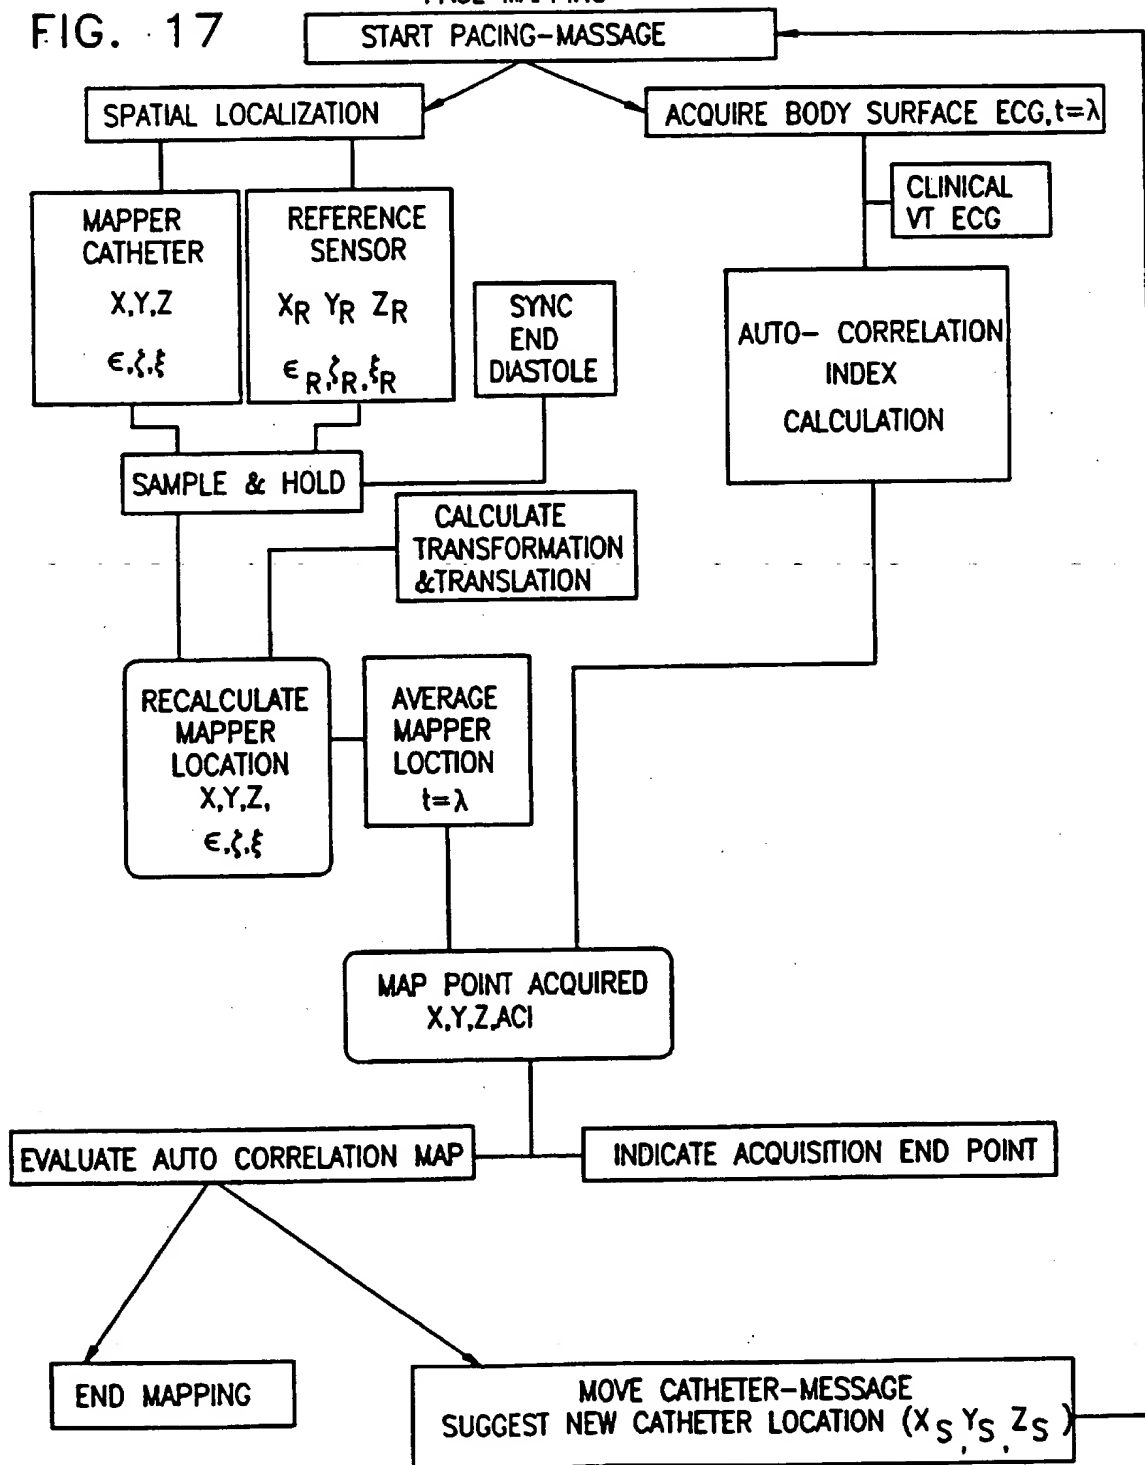 PACE MAPPING
FIG. 17
START PACING-MASSAGE
SPATIAL LOCALIZATION
ACQUIRE BODY SURFACE ECG, t=λ
CLINICAL
VT ECG
MAPPER
CATHETER
X,Y,Z
ϵ,ζ,ξ
REFERENCE
SENSOR
XR YR ZR
ϵR,ζR,ξR
SYNC
END
DIASTOLE
AUTO- CORRELATION
INDEX
CALCULATION
SAMPLE & HOLD
CALCULATE
TRANSFORMATION
&TRANSLATION
RECALCULATE
MAPPER
LOCATION
X,Y,Z,
ϵ,ζ,ξ
AVERAGE
MAPPER
LOCTION
t=λ
MAP POINT ACQUIRED
X,Y,Z,ACI
EVALUATE AUTO CORRELATION MAP
INDICATE ACQUISITION END POINT
END MAPPING
MOVE CATHETER-MESSAGE
SUGGEST NEW CATHETER LOCATION (XS,YS,ZS)